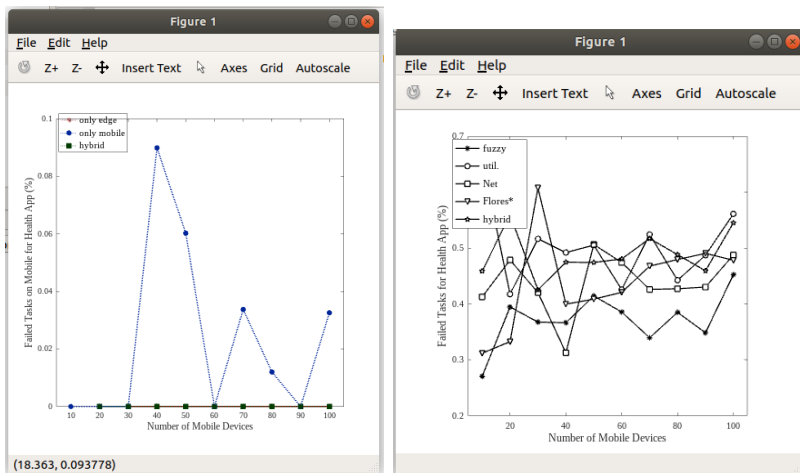 Figure 1
File Edit Help
Z+ Z- Insert Text Axes Grid Autoscale
only edge
only mobile
hybrid
0.1
0.08
0.06
0.04
0.02
0
Failed Tasks on Mobile for Health App (%)
10 20 30 40 50 60 70 80 90 100
Number of Mobile Devices
(18.363, 0.093778)
Figure 1
File Edit Help
Z+ Z- Insert Text Axes Grid Autoscale
fuzzy
util.
Net
Flores*
hybrid
0.7
0.5
0.4
0.3
0.2
Failed Tasks for Health App (%)
20 40 60 80 100
Number of Mobile Devices